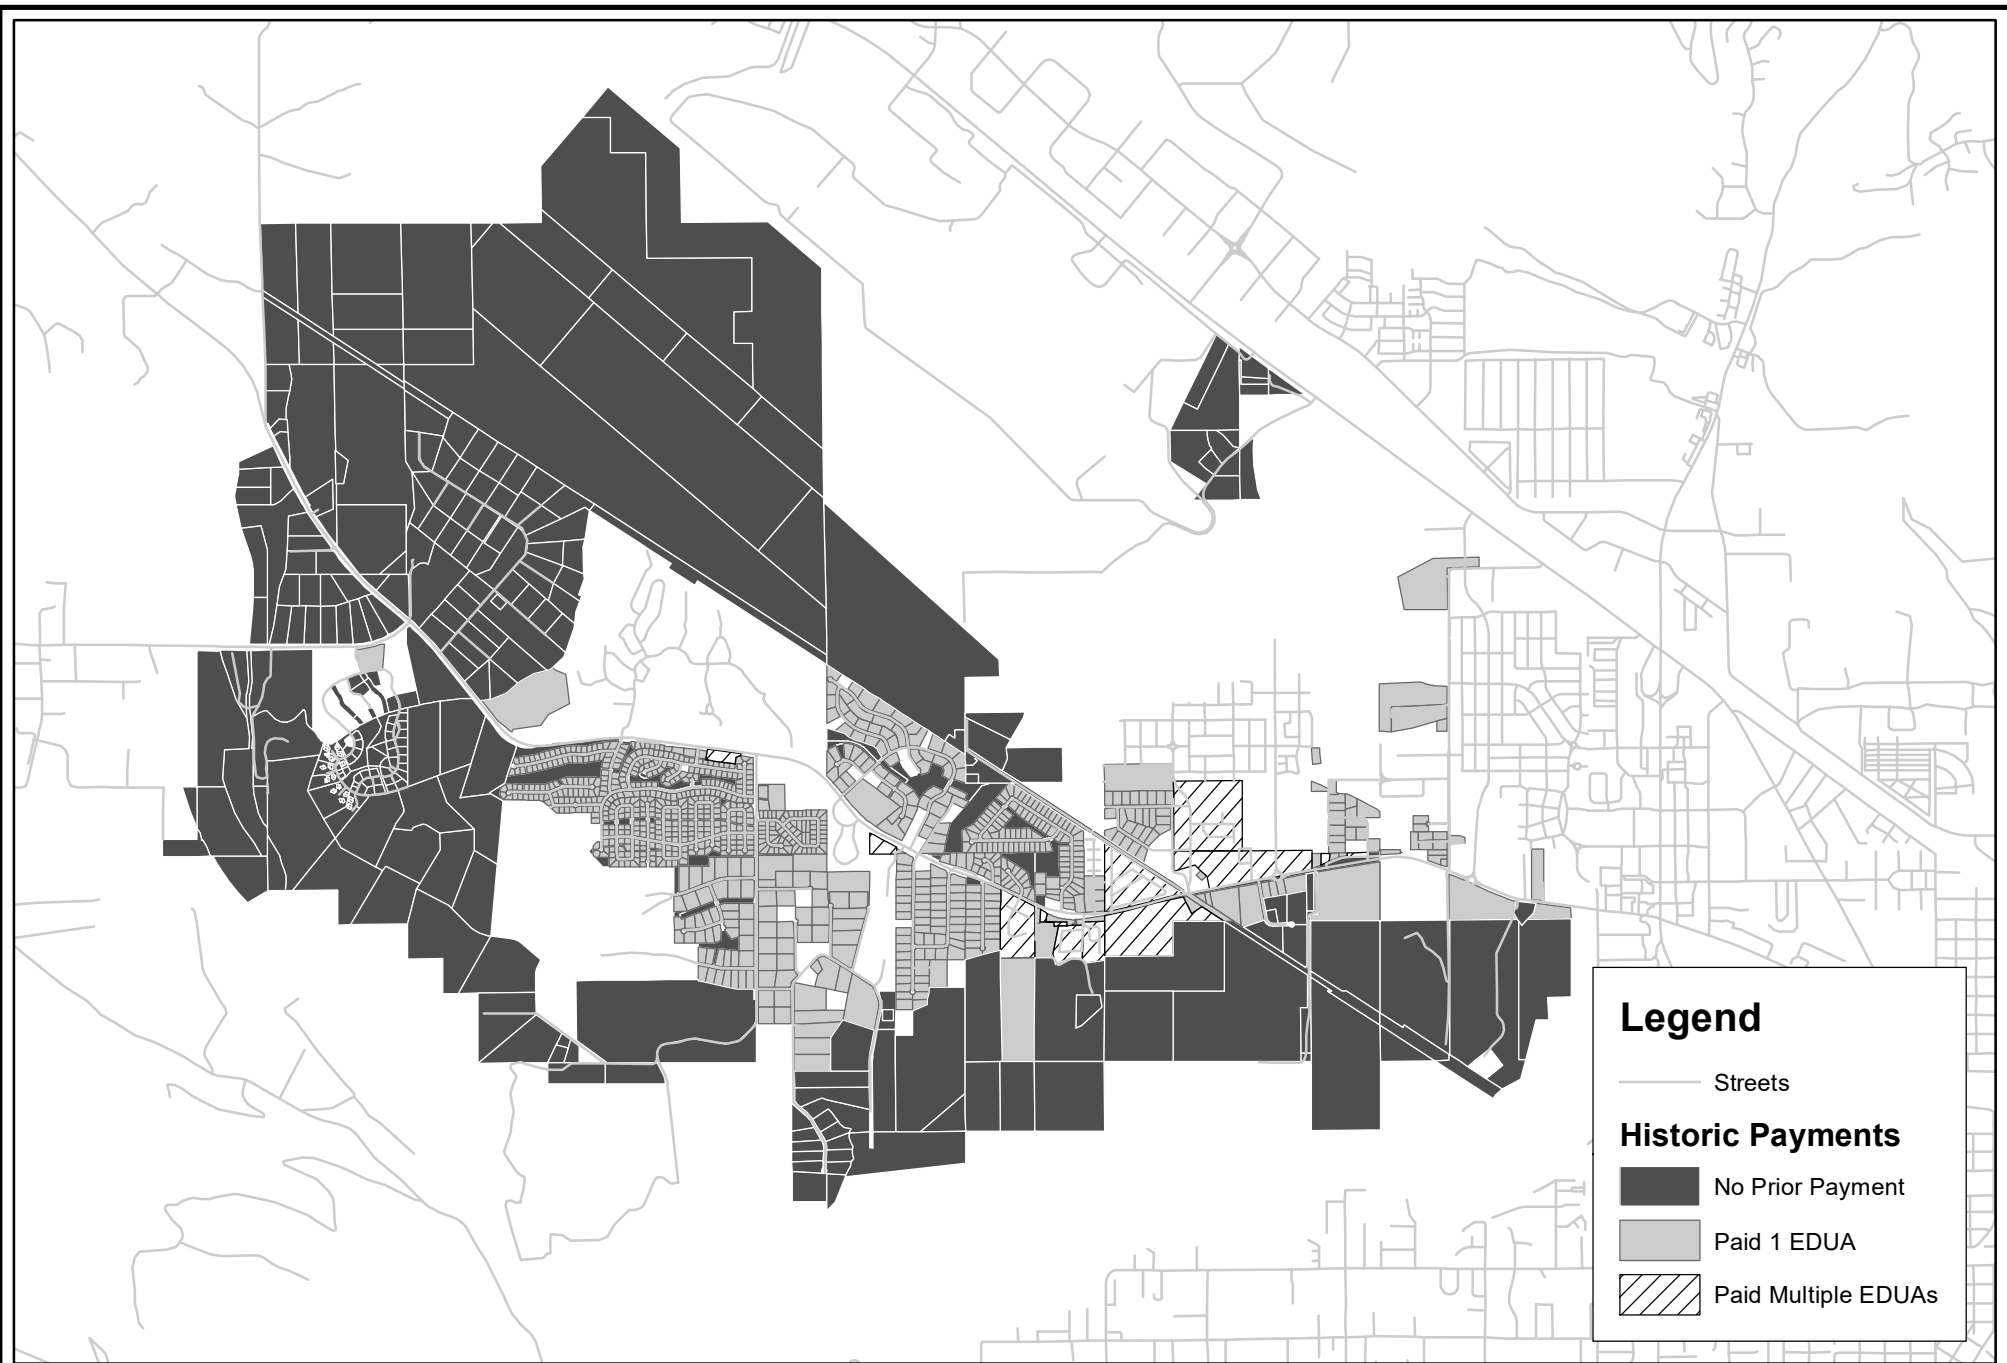 Legend
Streets
Historic Payments
No Prior Payment
Paid 1 EDUA
Paid Multiple EDUAs